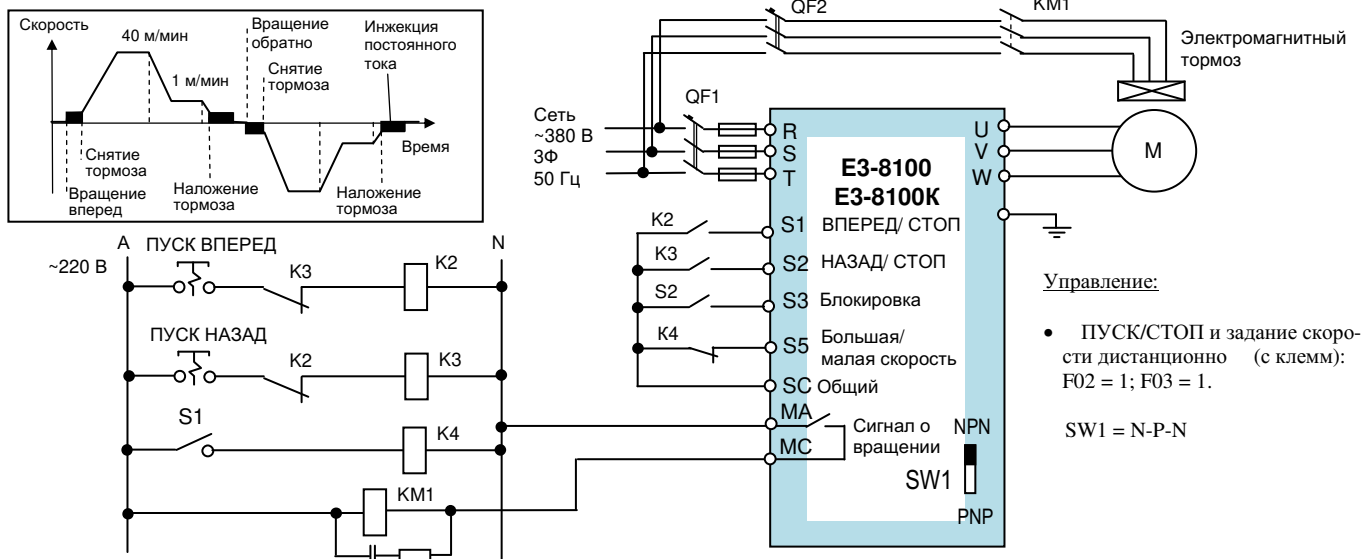 Скорость
40 м/мин
1 м/мин
Вращение
обратно
Снятие
тормоза
Инжекция
постоянного
тока
Время
Снятие
тормоза
Вращение
вперед
Наложение
тормоза
Наложение
тормоза
QF2
KM1
Электромагнитный
тормоз
QF1
Сеть
~380 В
3Ф
50 Гц
R
S
T
U
V
W
M
E3-8100
E3-8100K
K2
S1
ВПЕРЕД/ СТОП
K3
S2
НАЗАД/ СТОП
S2
S3
Блокировка
K4
S5
Большая/
малая скорость
SC
Общий
MA
MC
Сигнал о
вращении
NPN
SW1
PNP
A
ПУСК ВПЕРЕД
N
~220 В
K3
K2
ПУСК НАЗАД
K2
K3
S1
K4
KM1
Управление:
• ПУСК/СТОП и задание скоро-
сти дистанционно (с клемм):
F02 = 1; F03 = 1.
SW1 = N-P-N